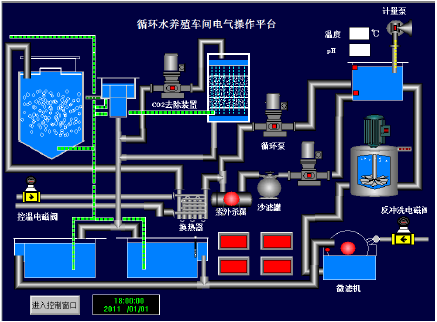 循环水养殖车间电气操作平台
计量泵
温度 ℃
pH
CO2去除装置
循环泵
控温电磁阀
换热器
紫外杀菌
沙滤罐
反冲洗电磁阀
微滤机
进入控制窗口
18:00:00
2011 /01/01